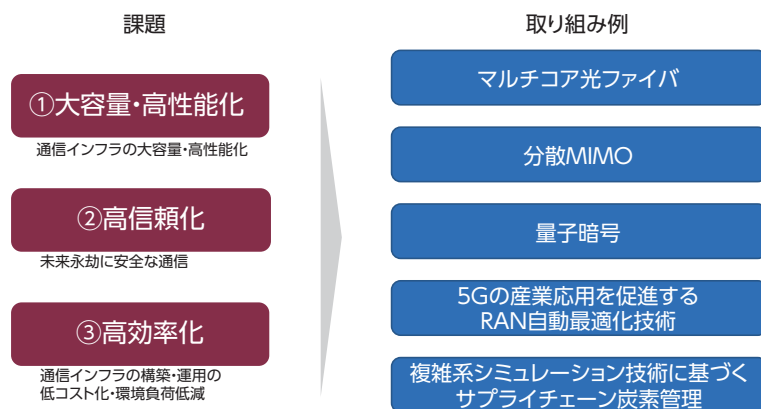 課題
①大容量・高性能化
通信インフラの大容量・高性能化
②高信頼化
未来永劫に安全な通信
③高効率化
通信インフラの構築・運用の
低コスト化・環境負荷低減
取り組み例
マルチコア光ファイバ
分散MIMO
量子暗号
5Gの産業応用を促進する
RAN自動最適化技術
複雑系シミュレーション技術に基づく
サプライチェーン炭素管理